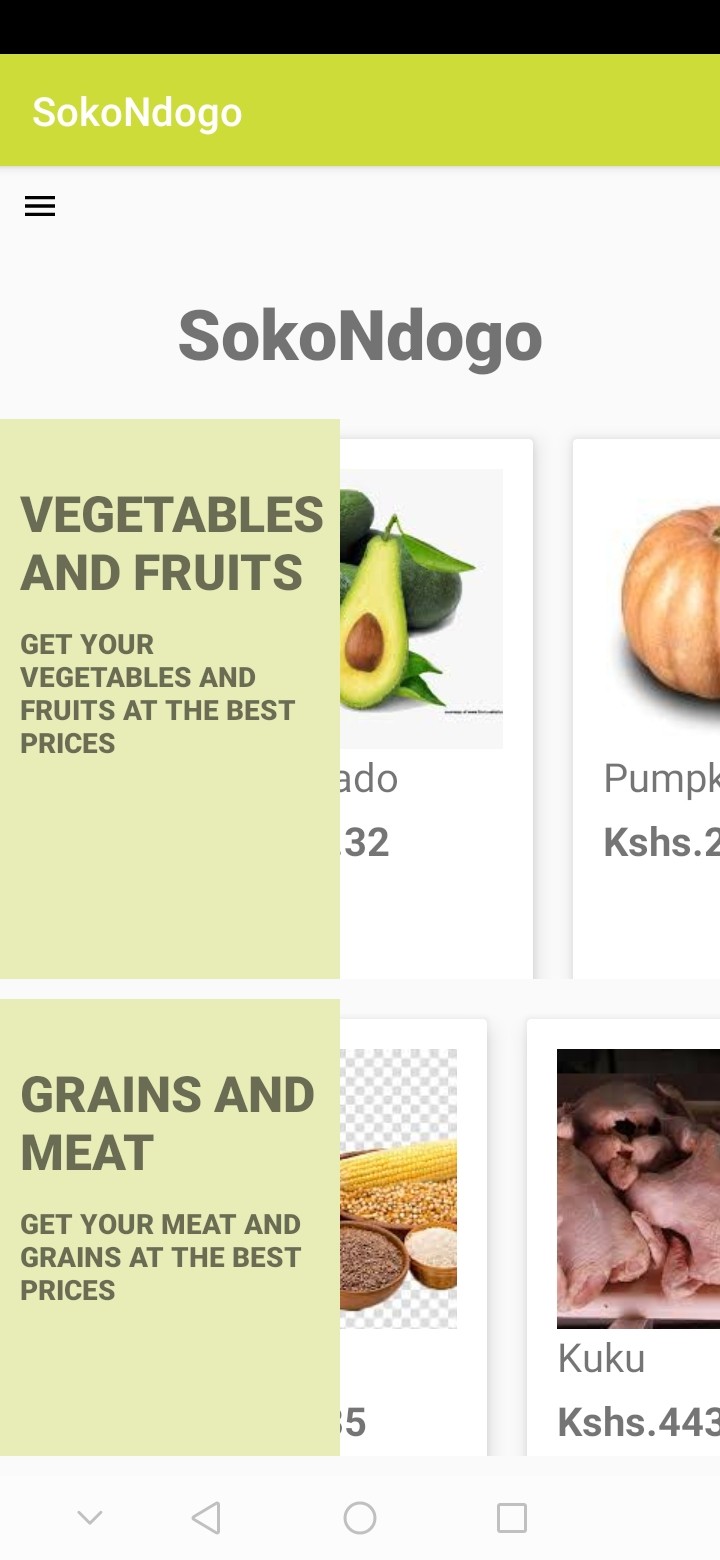 SokoNdogo
SokoNdogo
VEGETABLES
AND FRUITS
GET YOUR
VEGETABLES AND
FRUITS AT THE BEST
PRICES
ado
.32
Pumpk
Kshs.2
GRAINS AND
MEAT
GET YOUR MEAT AND
GRAINS AT THE BEST
PRICES
35
Kuku
Kshs.443